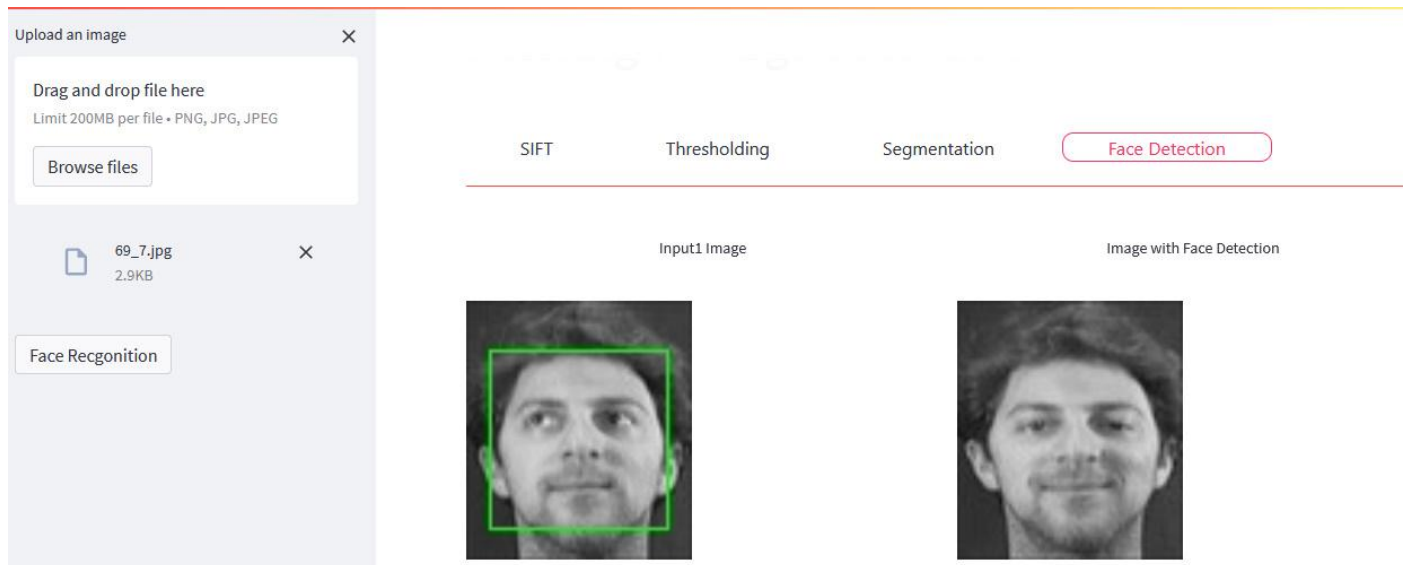 Upload an image
Drag and drop file here
Limit 200MB per file • PNG, JPG, JPEG
Browse files
69_7.jpg
2.9KB
Face Recgonition
SIFT Thresholding Segmentation Face Detection
Input1 Image Image with Face Detection